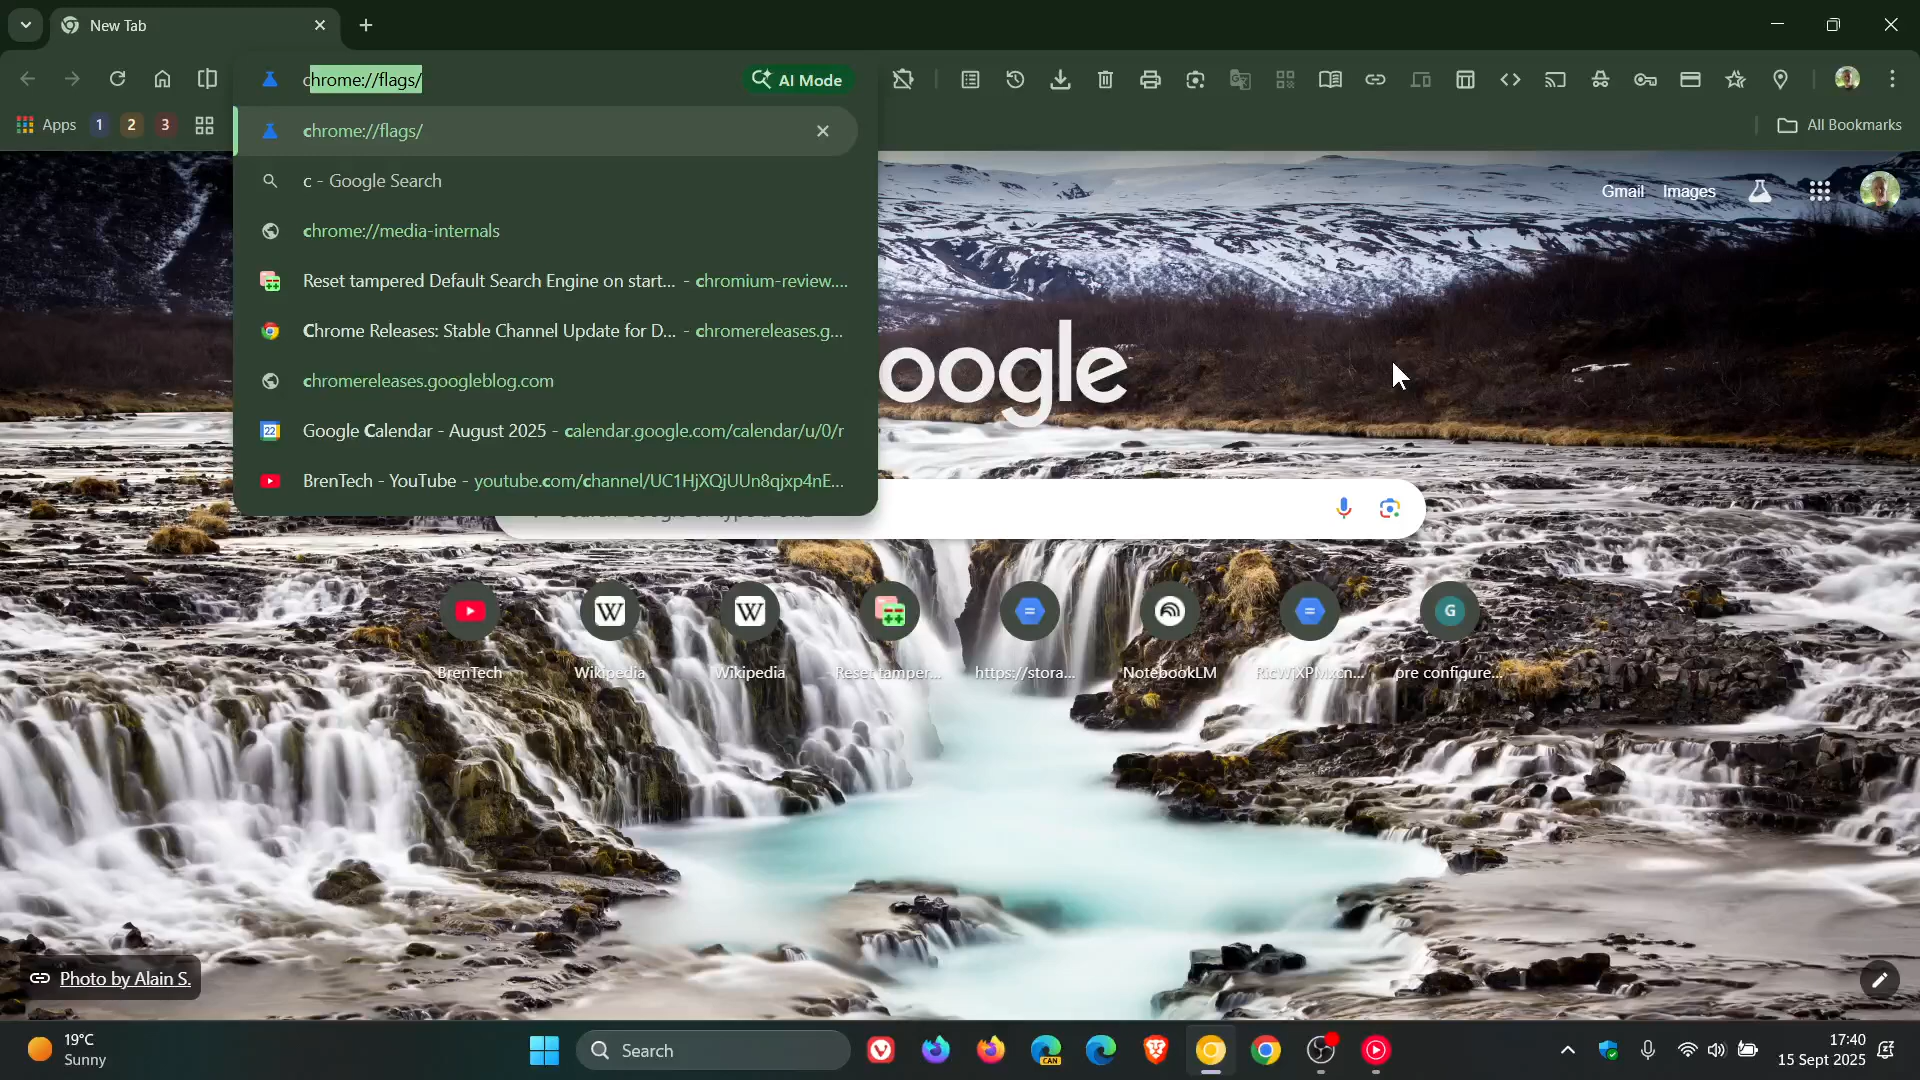 New Tab
chrome://flags/
AI Mode
Apps
1
2
3
All Bookmarks
chrome://flags/
c - Google Search
chrome://media-internals
Reset tampered Default Search Engine on start... - chromium-review....
Chrome Releases: Stable Channel Update for D... - chromereleases.g...
chromereleases.googleblog.com
22
Google Calendar - August 2025 - calendar.google.com/calendar/u/0/r
BrenTech - YouTube - youtube.com/channel/UC1HjXQjUUn8qjxp4nE...
Gmail
Images
oogle
W
W
G
BrenTech
Wikipedia
Wikipedia
Reset tamper...
https://stora...
NotebookLM
pre configure...
Photo by Alain S.
19°C
Sunny
Search
CAN
17:40
15 Sept 2025